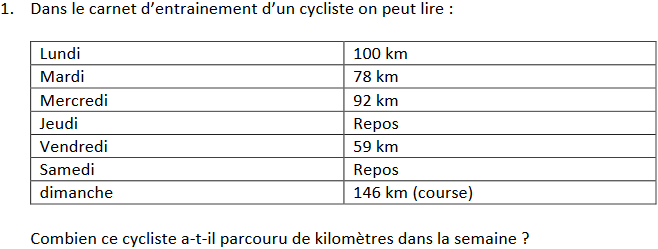 1. Dans le carnet d’entrainement d’un cycliste on peut lire :
Lundi 100 km
Mardi 78 km
Mercredi 92 km
Jeudi Repos
Vendredi 59 km
Samedi Repos
dimanche 146 km (course)
Combien ce cycliste a-t-il parcouru de kilomètres dans la semaine ?